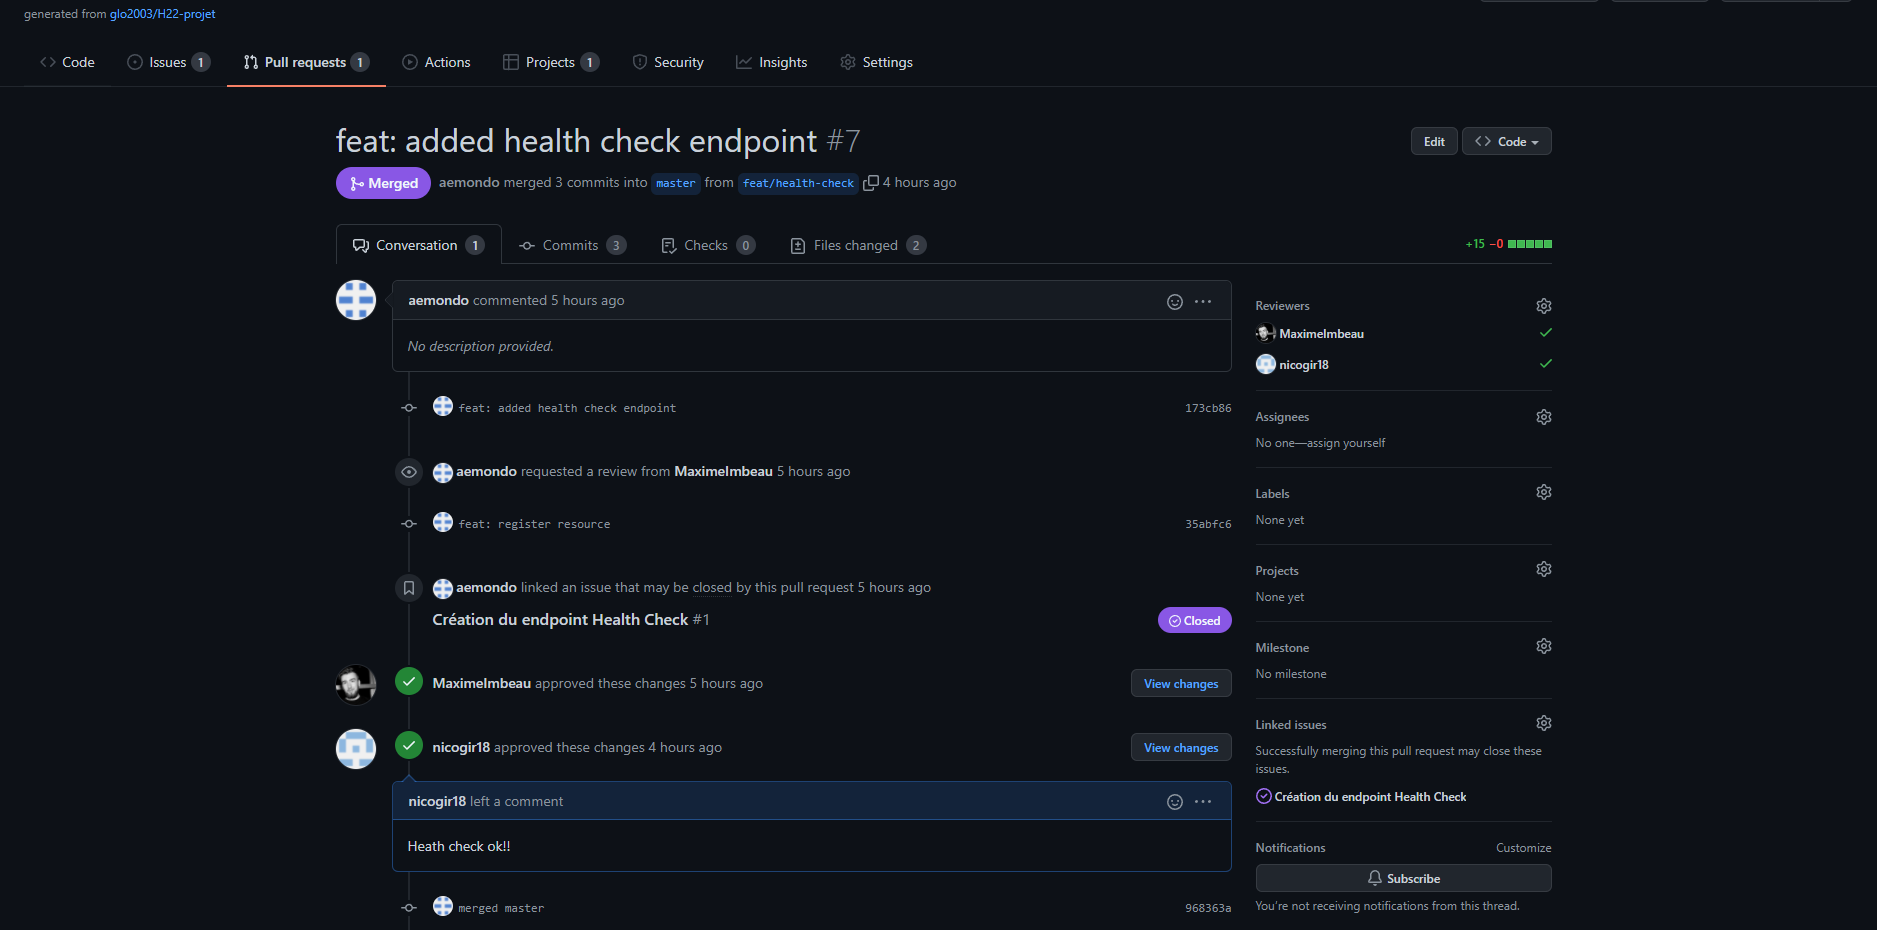 generated from glo2003/H22-projet
Code Issues 1 Pull requests 1 Actions Projects 1 Security Insights Settings
feat: added health check endpoint #7
Edit Code
Merged aemondo merged 3 commits into master from feat/health-check 4 hours ago
Conversation 1 Commits 3 Checks 0 Files changed 2
+15 −0
aemondo commented 5 hours ago
No description provided.
feat: added health check endpoint 173cb86
aemondo requested a review from MaximeImbeau 5 hours ago
feat: register resource 35abfc6
aemondo linked an issue that may be closed by this pull request 5 hours ago
Création du endpoint Health Check #1
Closed
MaximeImbeau approved these changes 5 hours ago
View changes
nicogir18 approved these changes 4 hours ago
View changes
nicogir18 left a comment
Heath check ok!!
merged master 968363a
Reviewers
MaximeImbeau
nicogir18
Assignees
No one—assign yourself
Labels
None yet
Projects
None yet
Milestone
No milestone
Linked issues
Successfully merging this pull request may close these
issues.
Création du endpoint Health Check
Notifications Customize
Subscribe
You're not receiving notifications from this thread.